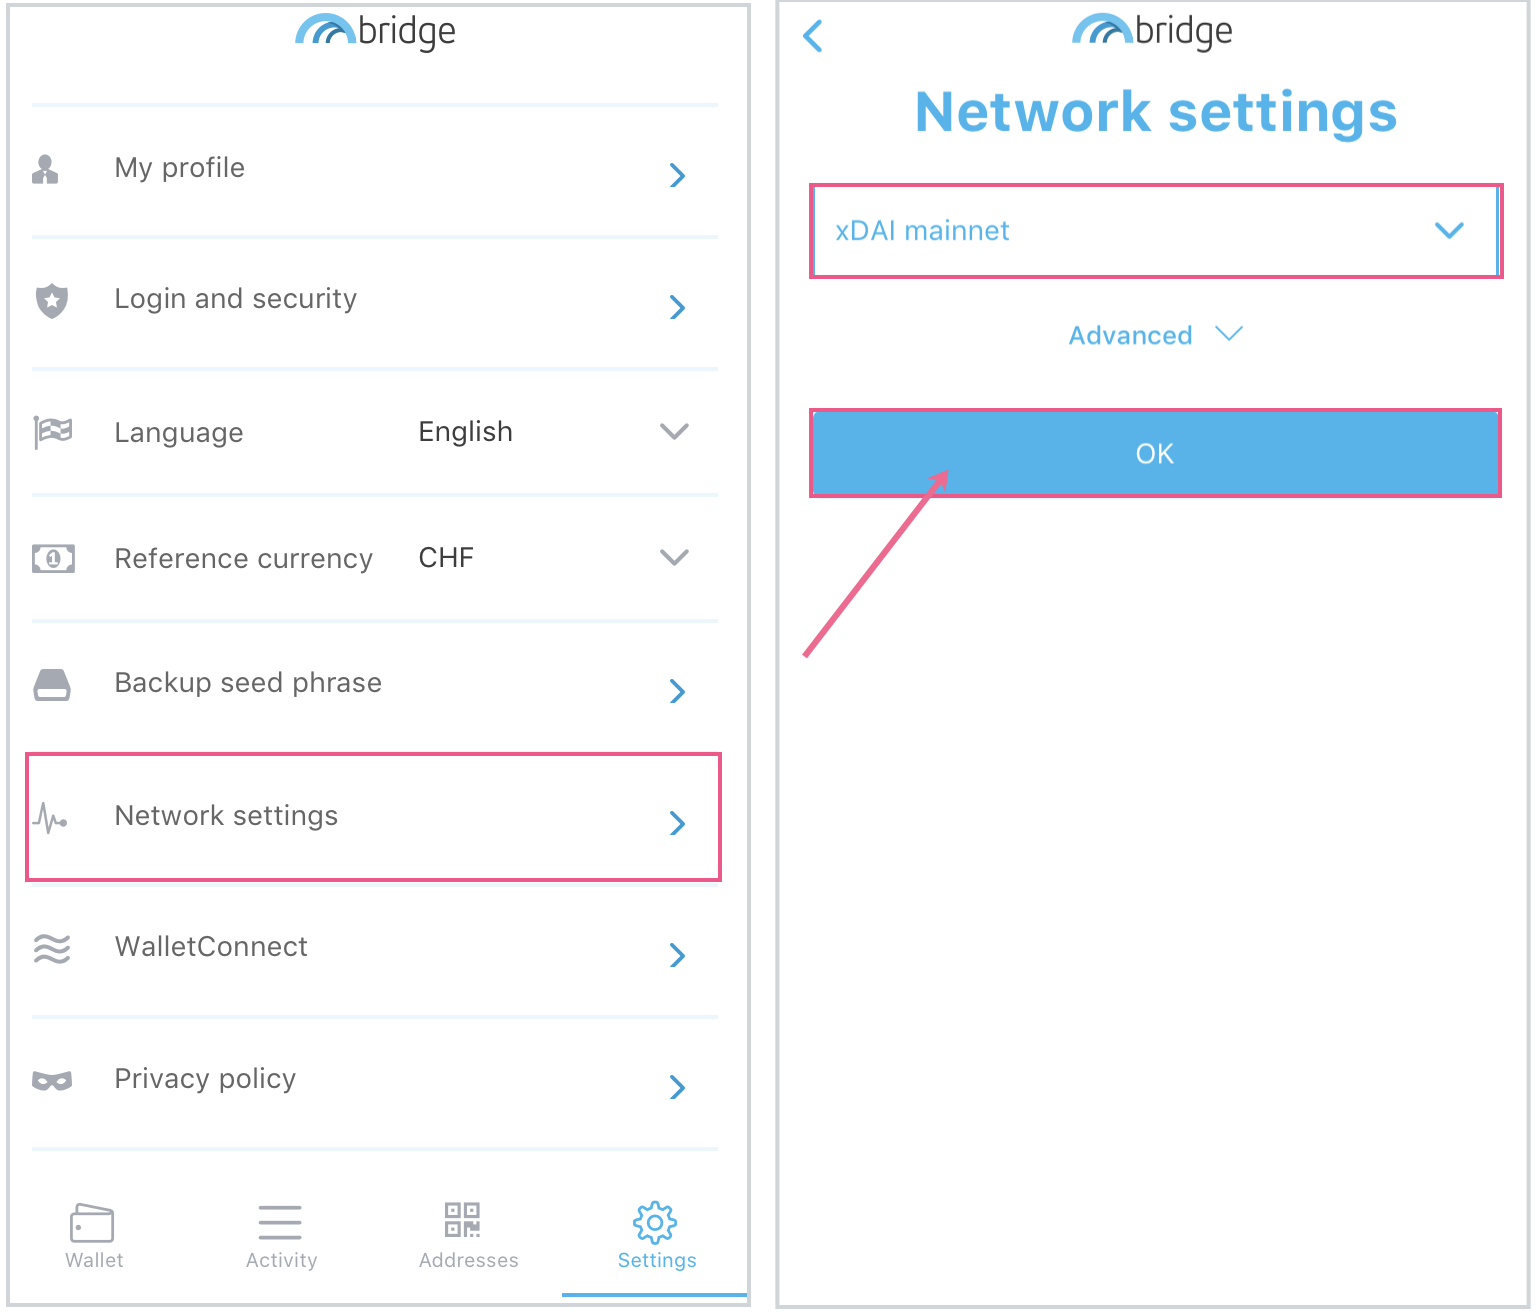 bridge
My profile
Login and security
Language English
Reference currency CHF
Backup seed phrase
Network settings
WalletConnect
Privacy policy
Wallet Activity Addresses Settings
bridge
Network settings
xDAI mainnet
Advanced
OK